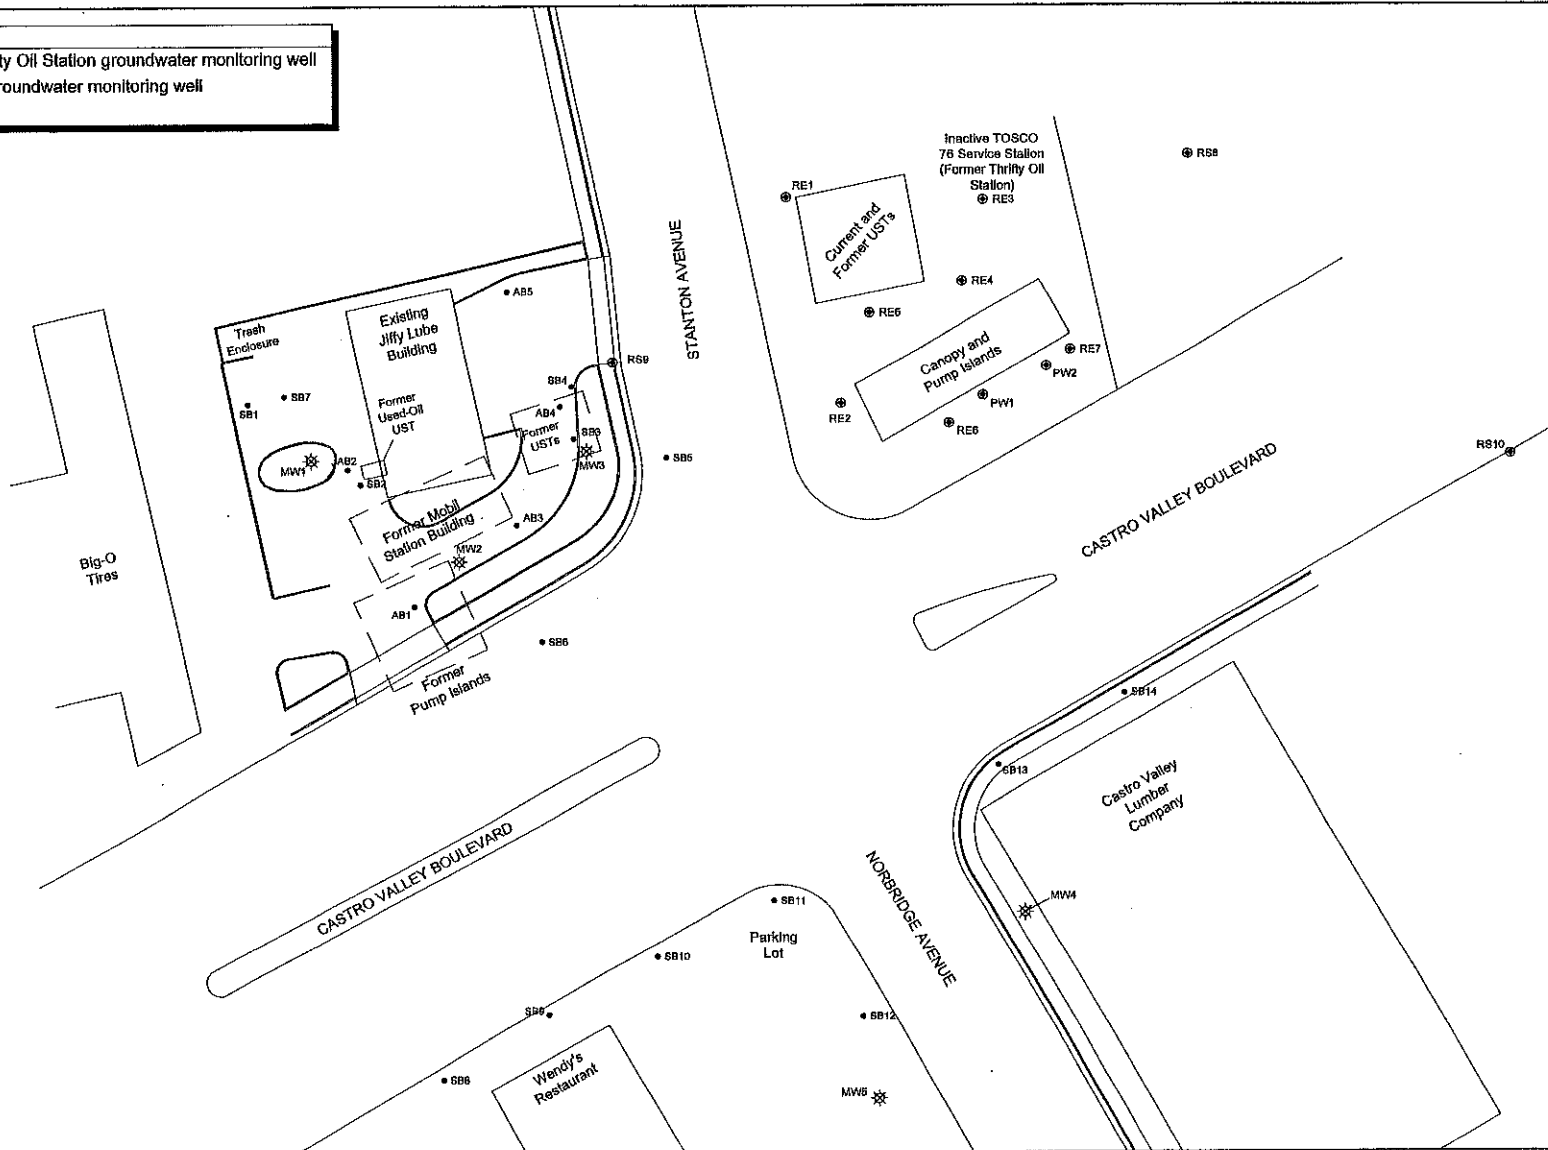 ty Oil Station groundwater monitoring well
roundwater monitoring well
Inactive TOSCO
76 Service Station
(Former Thrifty Oil
Station)
RS8
RE1
RE3
Current and
Former USTs
STANTON AVENUE
RE4
RE5
AB5
Existing
Jiffy Lube
Building
Trash
Enclosure
RS9
Canopy and
Pump Islands
RE7
PW2
PW1
RE2
RE6
SB4
SB7
SB1
Former
Used-Oil
UST
AB4
Former
USTs
SB3
MW3
SB5
RS10
MW1
AB2
SB2
Former Mobil
Station Building
AB3
MW2
CASTRO VALLEY BOULEVARD
Big-O
Tires
AB1
SB6
Former
Pump Islands
SB14
SB13
Castro Valley
Lumber
Company
CASTRO VALLEY BOULEVARD
NORBRIDGE AVENUE
MW4
SB11
Parking
Lot
SB10
SB9
SB12
Wendy's
Restaurant
SB8
MW5